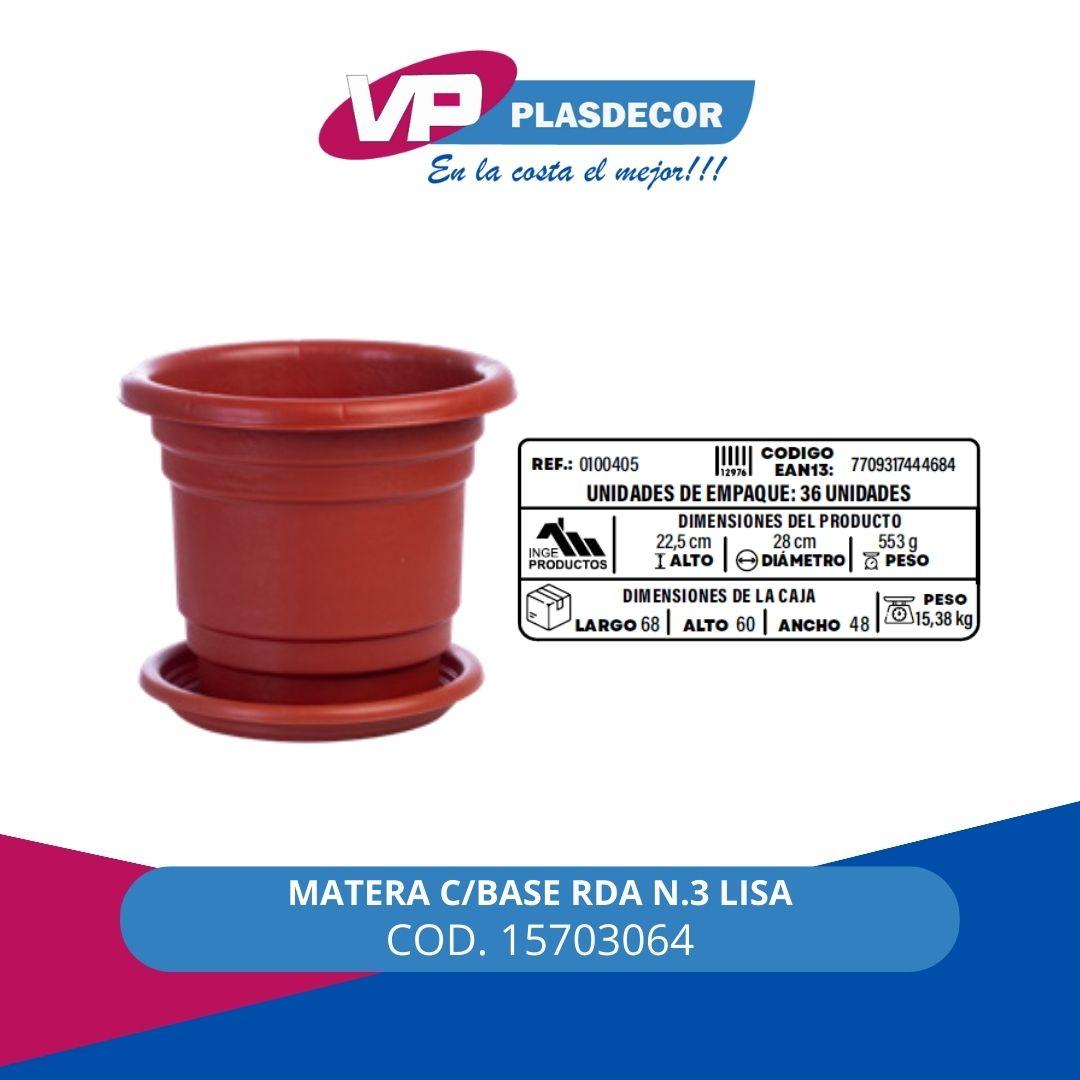 VP PLASDECOR
En la costa el mejor!!!
REF.: 0100405 12976 CODIGO EAN13: 7709317444684
UNIDADES DE EMPAQUE: 36 UNIDADES
INGE PRODUCTOS
DIMENSIONES DEL PRODUCTO
22,5 cm 28 cm 553 g
ALTO DIÁMETRO PESO
DIMENSIONES DE LA CAJA
LARGO 68 ALTO 60 ANCHO 48 PESO 15,38 kg
MATERA C/BASE RDA N.3 LISA
COD. 15703064